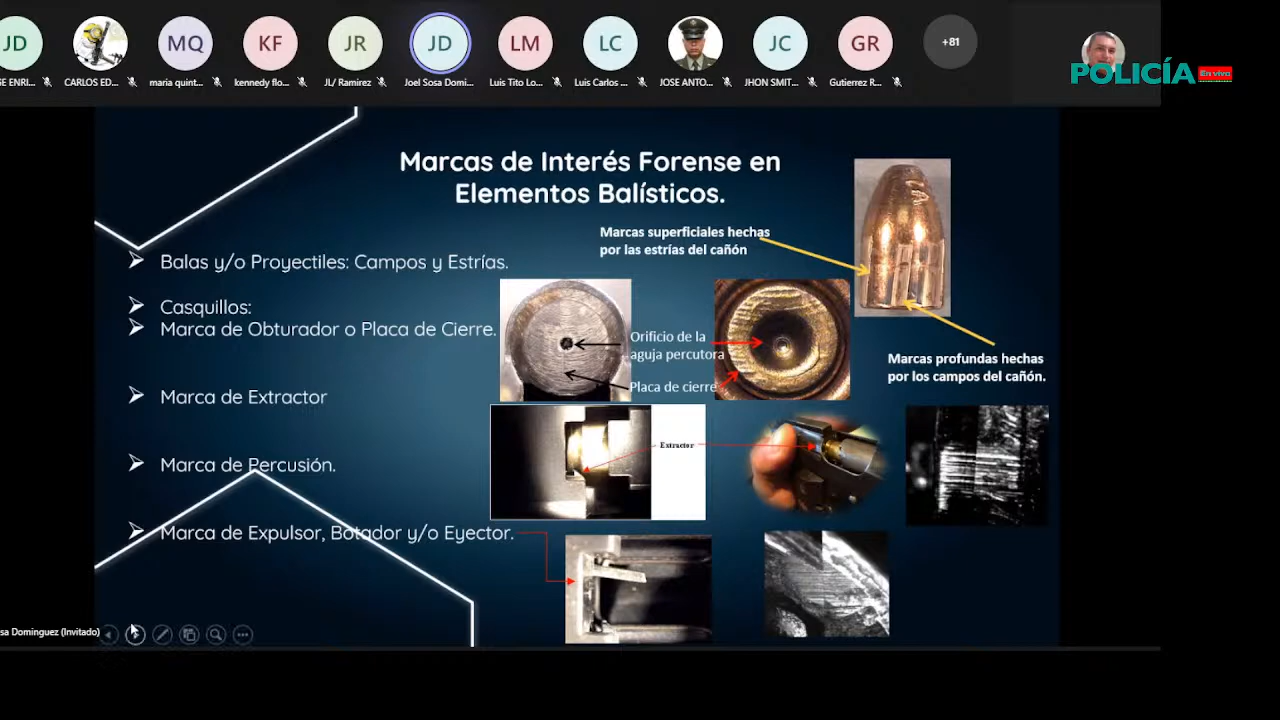 JD
MQ
KF
JR
JD
LM
LC
JC
GR
+81
SE ENRI...
CARLOS ED...
maria quint...
kennedy flo...
JL/ Ramirez
Joel Sosa Domi...
Luis Tito Lo...
Luis Carlos ...
JOSE ANTO...
JHON SMIT...
Gutierrez R...
POLICÍA
En vivo
Marcas de Interés Forense en
Elementos Balísticos.
Marcas superficiales hechas
por las estrías del cañón
Balas y/o Proyectiles: Campos y Estrías.
Casquillos:
Marca de Obturador o Placa de Cierre.
Orificio de la
aguja percutora
Placa de cierre
Marcas profundas hechas
por los campos del cañón.
Marca de Extractor
Extractor
Marca de Percusión.
Marca de Expulsor, Botador y/o Eyector.
sa Dominguez (Invitado)